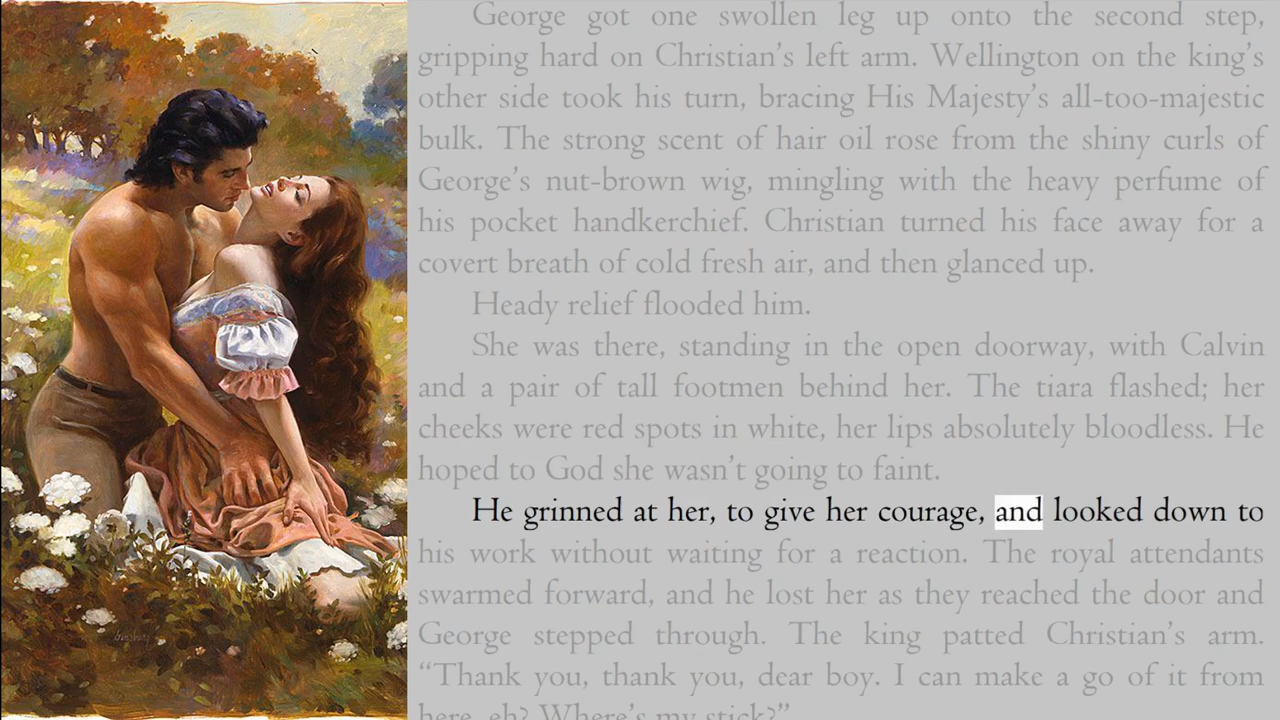 George got one swollen leg up onto the second step,
gripping hard on Christian’s left arm. Wellington on the king’s
other side took his turn, bracing His Majesty’s all-too-majestic
bulk. The strong scent of hair oil rose from the shiny curls of
George’s nut-brown wig, mingling with the heavy perfume of
his pocket handkerchief. Christian turned his face away for a
covert breath of cold fresh air, and then glanced up.
Heady relief flooded him.
She was there, standing in the open doorway, with Calvin
and a pair of tall footmen behind her. The tiara flashed; her
cheeks were red spots in white, her lips absolutely bloodless. He
hoped to God she wasn’t going to faint.
He grinned at her, to give her courage, and looked down to
his work without waiting for a reaction. The royal attendants
swarmed forward, and he lost her as they reached the door and
George stepped through. The king patted Christian’s arm.
“Thank you, thank you, dear boy. I can make a go of it from
here, eh? Where’s my stick?”